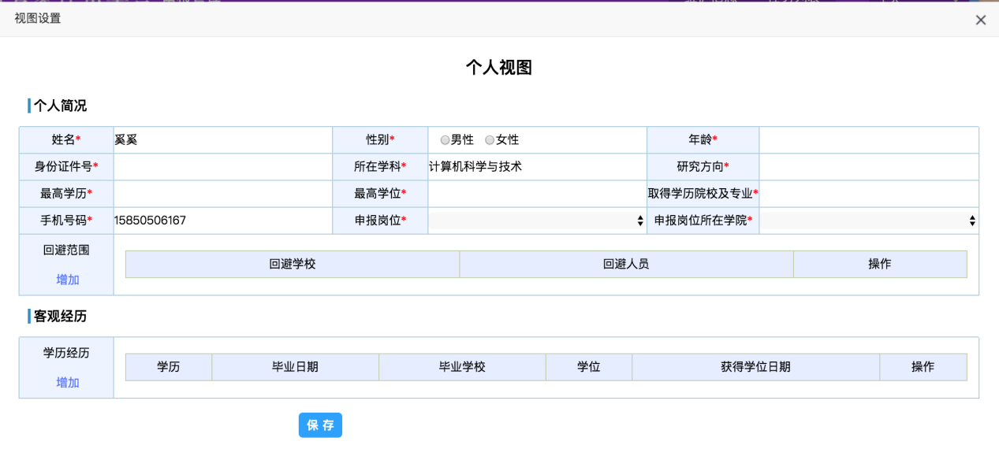 视图设置
个人视图
个人简况
姓名* 奚奚 性别* 男性 女性 年龄*
身份证件号* 所在学科* 计算机科学与技术 研究方向*
最高学历* 最高学位* 取得学历院校及专业*
手机号码* 15850506167 申报岗位* 申报岗位所在学院*
回避范围
增加
回避学校 回避人员 操作
客观经历
学历经历
增加
学历 毕业日期 毕业学校 学位 获得学位日期 操作
保存